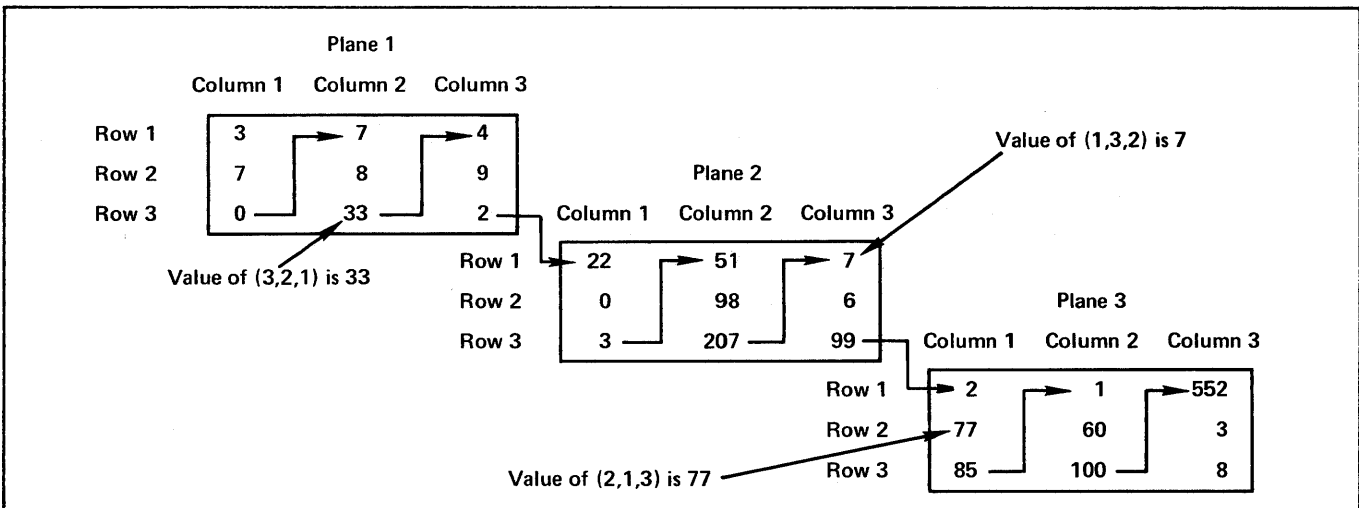 Plane 1
Column 1 Column 2 Column 3
Row 1 3 7 4
Row 2 7 8 9
Row 3 0 33 2
Value of (3,2,1) is 33
Value of (1,3,2) is 7
Plane 2
Column 1 Column 2 Column 3
Row 1 22 51 7
Row 2 0 98 6
Row 3 3 207 99
Plane 3
Column 1 Column 2 Column 3
Row 1 2 1 552
Row 2 77 60 3
Row 3 85 100 8
Value of (2,1,3) is 77